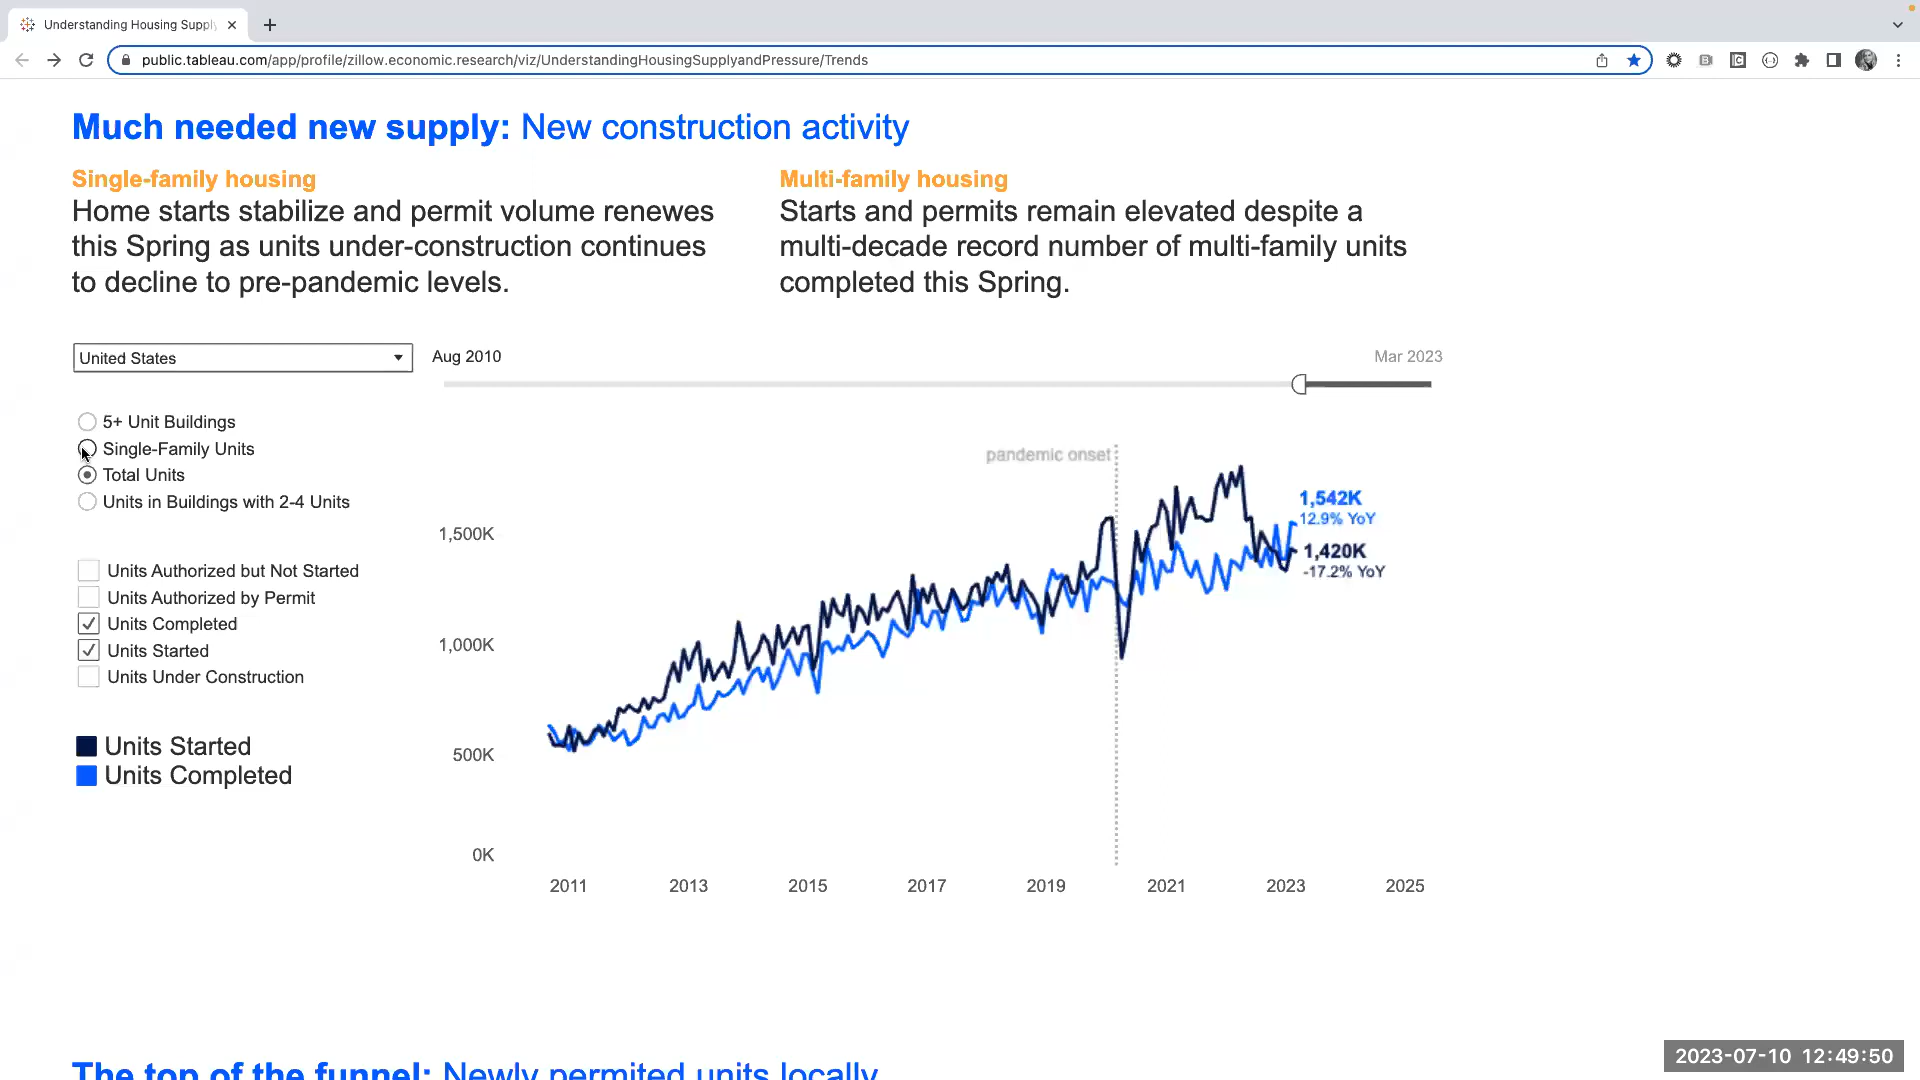 Understanding Housing Suppl
public.tableau.com/app/profile/zillow.economic.research/viz/UnderstandingHousingSupplyandPressure/Trends
Much needed new supply: New construction activity
Single-family housing
Home starts stabilize and permit volume renewes
this Spring as units under-construction continues
to decline to pre-pandemic levels.
Multi-family housing
Starts and permits remain elevated despite a
multi-decade record number of multi-family units
completed this Spring.
United States
Aug 2010
Mar 2023
5+ Unit Buildings
Single-Family Units
Total Units
Units in Buildings with 2-4 Units
Units Authorized but Not Started
Units Authorized by Permit
Units Completed
Units Started
Units Under Construction
Units Started
Units Completed
pandemic onset
1,542K
12.9% YoY
1,420K
-17.2% YoY
1,500K
1,000K
500K
0K
2011 2013 2015 2017 2019 2021 2023 2025
The top of the funnel: Newly permited units locally
2023-07-10 12:49:50